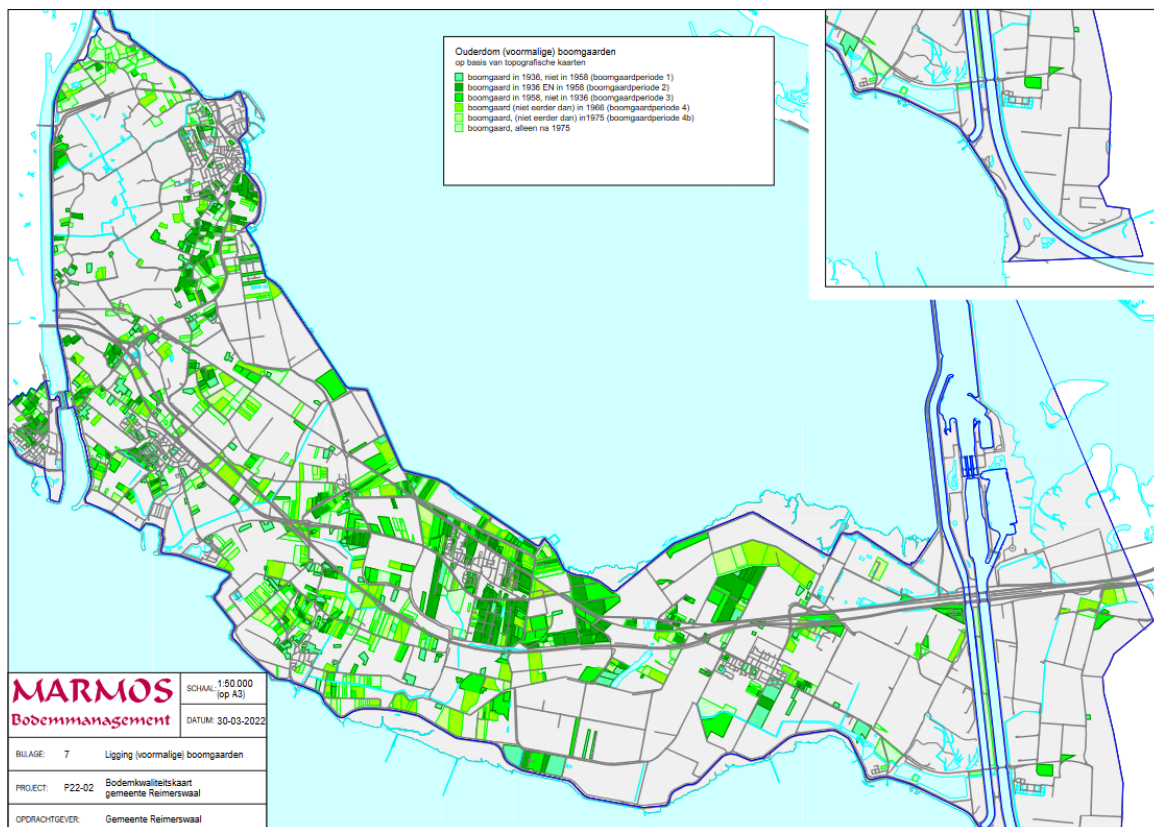 Ouderdom (voormalige) boomgaarden
op basis van topografische kaarten
boomgaard in 1936, niet in 1958 (boomgaardperiode 1)
boomgaard in 1936 EN in 1958 (boomgaardperiode 2)
boomgaard in 1958, niet in 1936 (boomgaardperiode 3)
boomgaard (niet eerder dan) in 1966 (boomgaardperiode 4)
boomgaard, (niet eerder dan) in1975 (boomgaardperiode 4b)
boomgaard, alleen na 1975
MARMOS
Bodemmanagement
SCHAAL: 1:50.000
(op A3)
DATUM: 30-03-2022
BIJLAGE: 7 Ligging (voormalige) boomgaarden
PROJECT: P22-02 Bodemkwaliteitskaart
gemeente Reimerswaal
OPDRACHTGEVER: Gemeente Reimerswaal